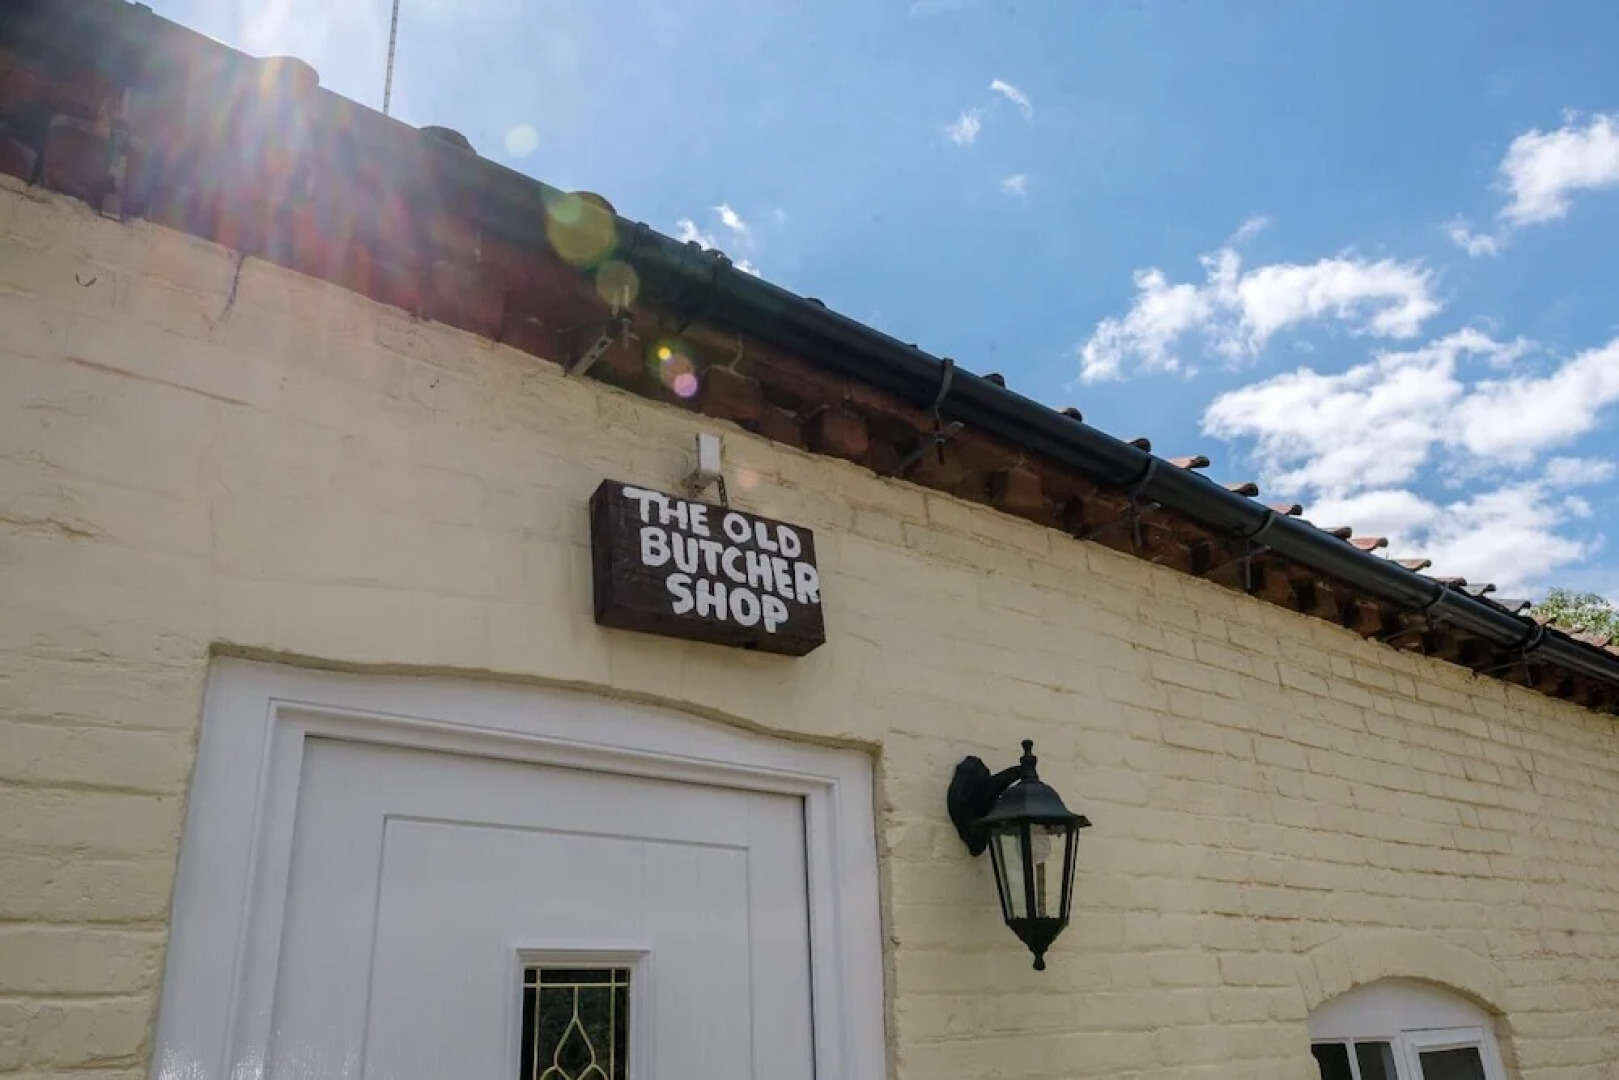 THE OLD
BUTCHER
SHOP